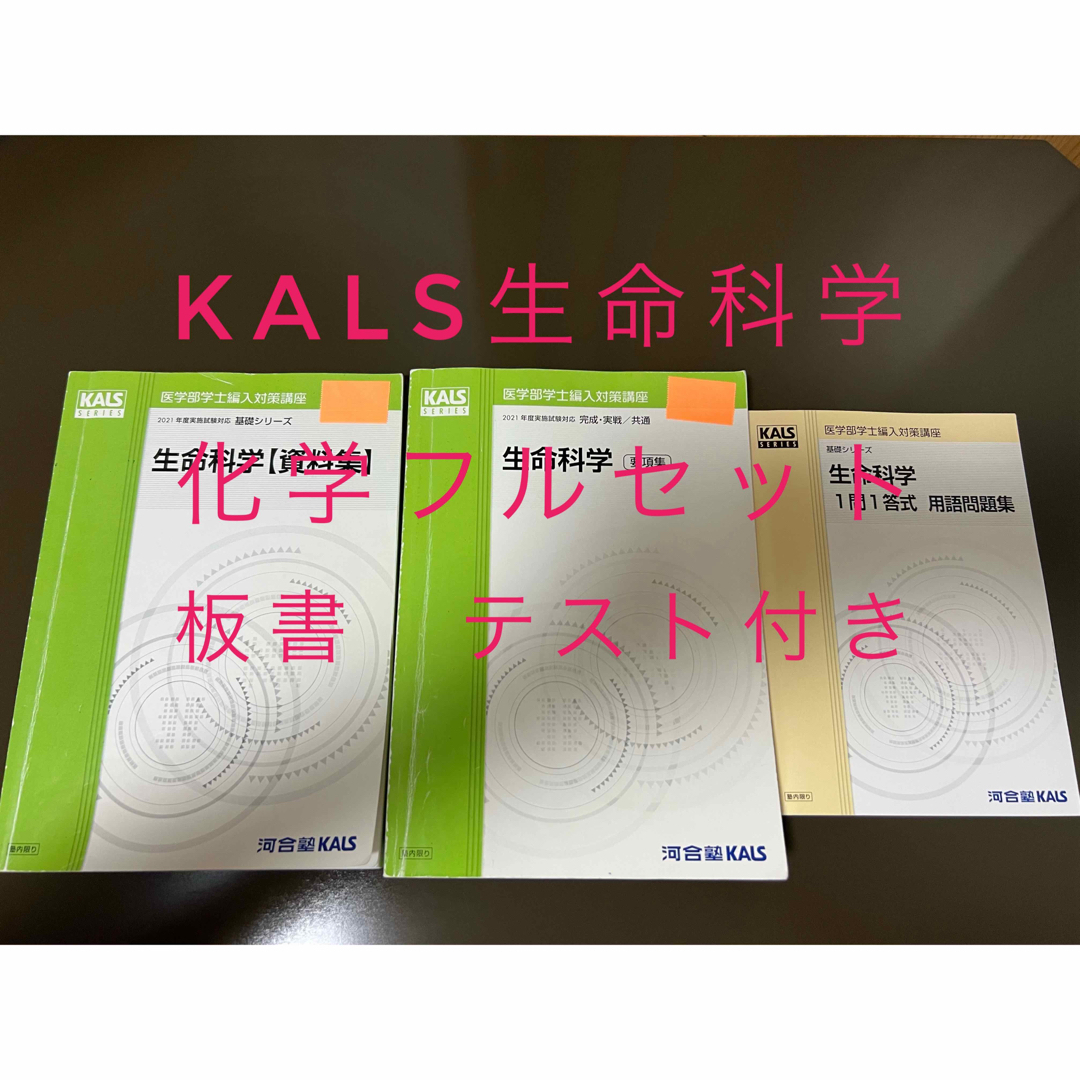 KALS生命科学
化学フルセット
板書 テスト付き
KALS
SERIES
医学部学士編入対策講座
2021年度実施試験対応 基礎シリーズ
生命科学【資料集】
塾内限り
河合塾KALS
KALS
SERIES
医学部学士編入対策講座
2021年度実施試験対応 完成・実戦/共通
生命科学 要項集
塾内限り
河合塾KALS
KALS
SERIES
医学部学士編入対策講座
基礎シリーズ
生命科学
1問1答式 用語問題集
塾内限り
河合塾KALS